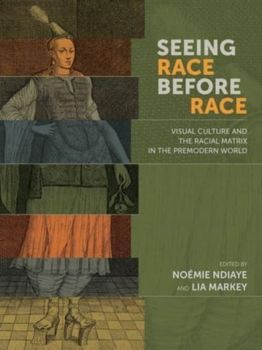 SEEING
RACE
BEFORE
RACE
VISUAL CULTURE AND
THE RACIAL MATRIX
IN THE PREMODERN WORLD
EDITED BY
NOÉMIE NDIAYE
AND LIA MARKEY